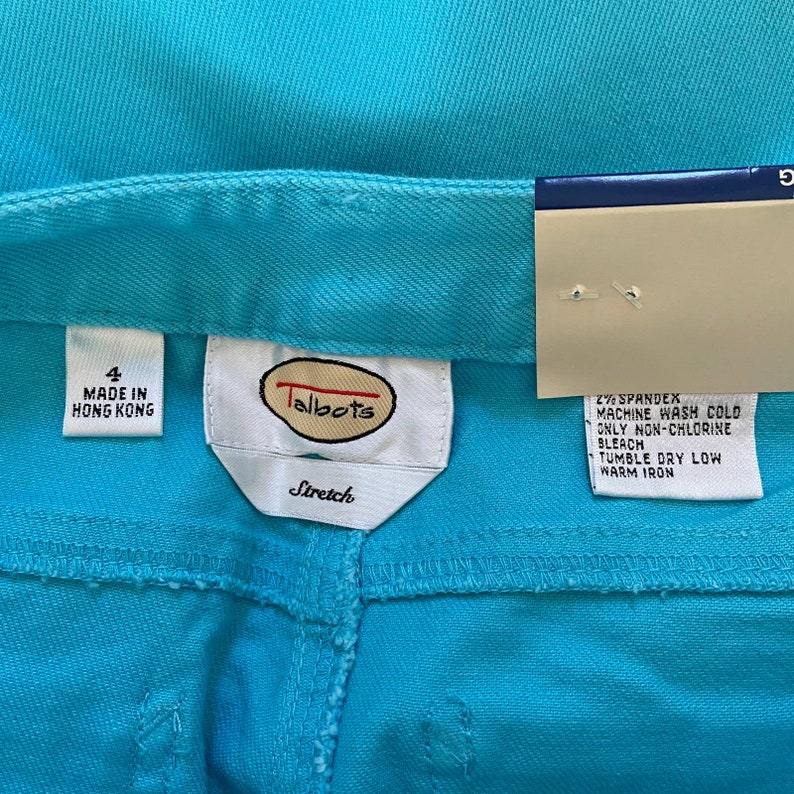 G
4
MADE IN
HONG KONG
Talbots
Stretch
2% SPANDEX
MACHINE WASH COLD
ONLY NON-CHLORINE
BLEACH
TUMBLE DRY LOW
WARM IRON